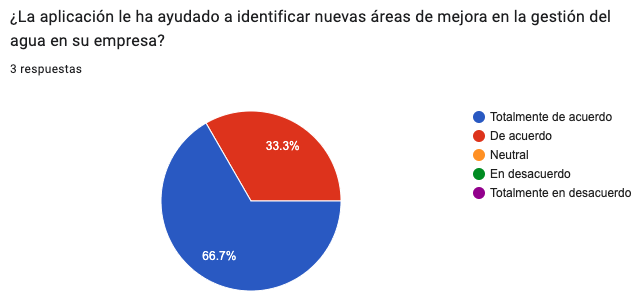 ¿La aplicación le ha ayudado a identificar nuevas áreas de mejora en la gestión del
agua en su empresa?
3 respuestas
33.3%
66.7%
Totalmente de acuerdo
De acuerdo
Neutral
En desacuerdo
Totalmente en desacuerdo